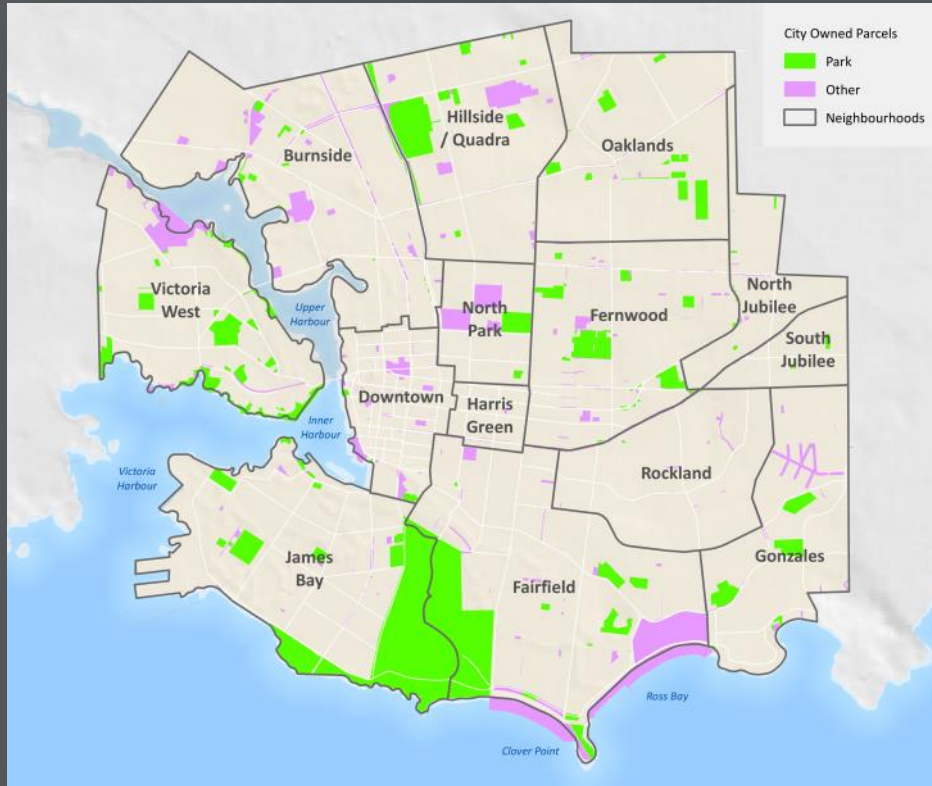 City Owned Parcels
Park
Other
Neighbourhoods
Hillside
/ Quadra
Burnside
Oaklands
Victoria
West
Upper
Harbour
North
Park
Fernwood
North
Jubilee
South
Jubilee
Downtown
Harris
Green
Inner
Harbour
Victoria
Harbour
Rockland
James
Bay
Fairfield
Gonzales
Ross Bay
Clover Point